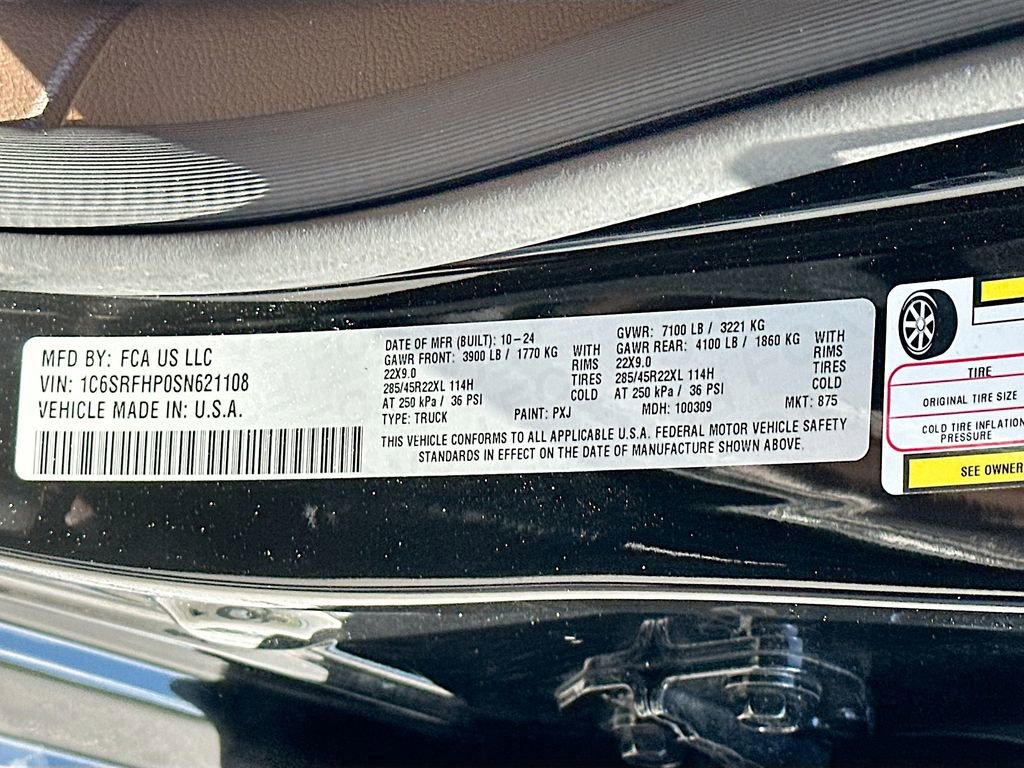 MFD BY: FCA US LLC
VIN: 1C6SRFHP0SN621108
VEHICLE MADE IN: U.S.A.
DATE OF MFR (BUILT): 10-24
GAWR FRONT: 3900 LB / 1770 KG WITH
22X9.0 RIMS
285/45R22XL 114H TIRES
AT 250 kPa / 36 PSI COLD
TYPE: TRUCK PAINT: PXJ
GVWR: 7100 LB / 3221 KG
GAWR REAR: 4100 LB / 1860 KG WITH
22X9.0 RIMS
285/45R22XL 114H TIRES
AT 250 kPa / 36 PSI COLD
MDH: 100309 MKT: 875
THIS VEHICLE CONFORMS TO ALL APPLICABLE U.S.A. FEDERAL MOTOR VEHICLE SAFETY
STANDARDS IN EFFECT ON THE DATE OF MANUFACTURE SHOWN ABOVE.
TIRE
ORIGINAL TIRE SIZE
COLD TIRE INFLATION
PRESSURE
SEE OWNER